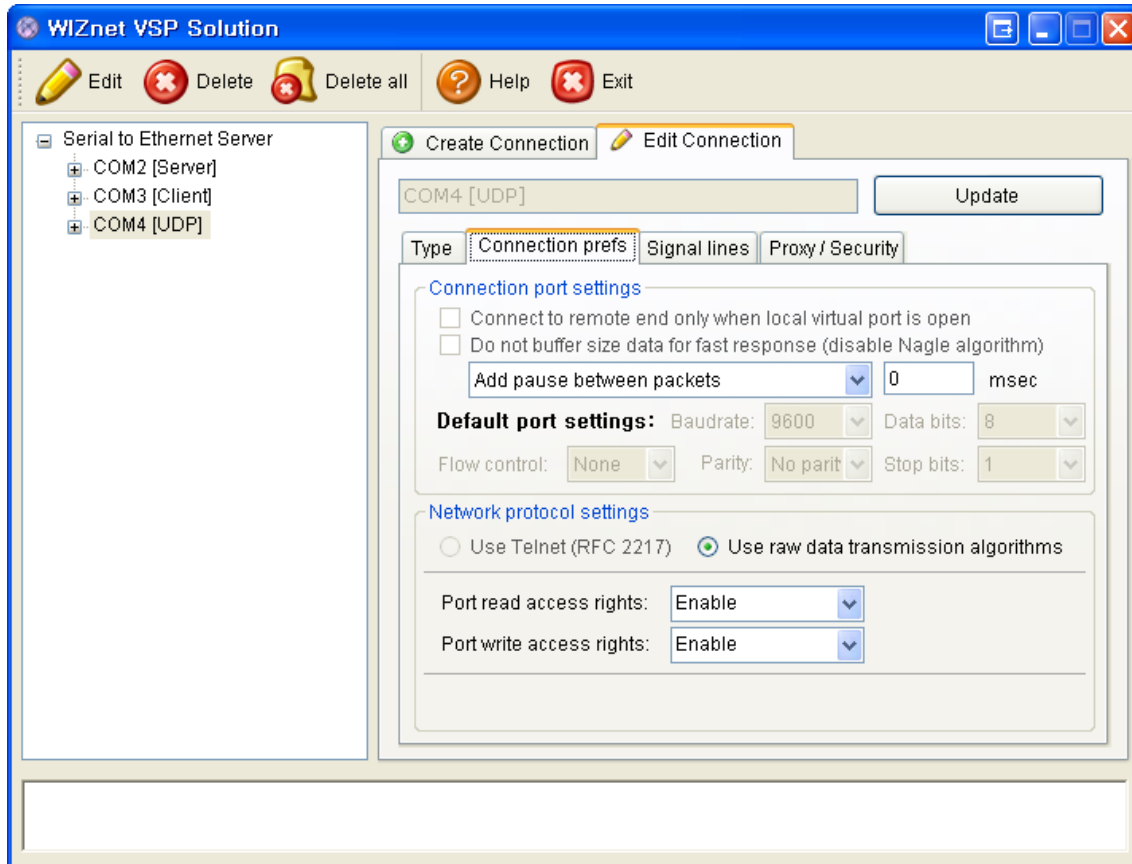 WIZnet VSP Solution
Edit Delete Delete all Help Exit
Serial to Ethernet Server
COM2 [Server]
COM3 [Client]
COM4 [UDP]
Create Connection Edit Connection
COM4 [UDP] Update
Type Connection prefs Signal lines Proxy / Security
Connection port settings
Connect to remote end only when local virtual port is open
Do not buffer size data for fast response (disable Nagle algorithm)
Add pause between packets 0 msec
Default port settings: Baudrate: 9600 Data bits: 8
Flow control: None Parity: No parit Stop bits: 1
Network protocol settings
Use Telnet (RFC 2217) Use raw data transmission algorithms
Port read access rights: Enable
Port write access rights: Enable